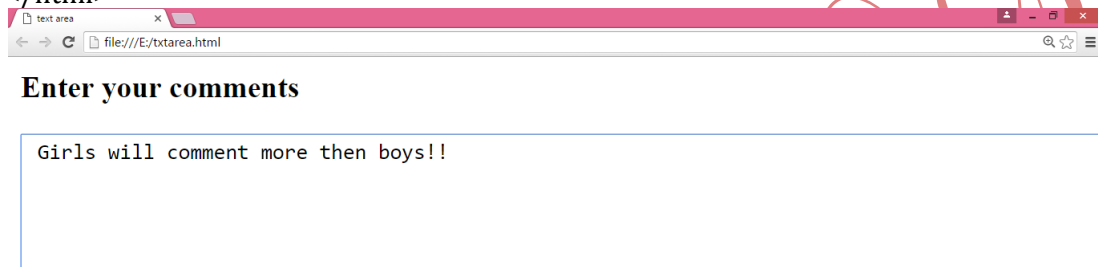 text area
file:///E:/txtarea.html
Enter your comments
Girls will comment more then boys!!